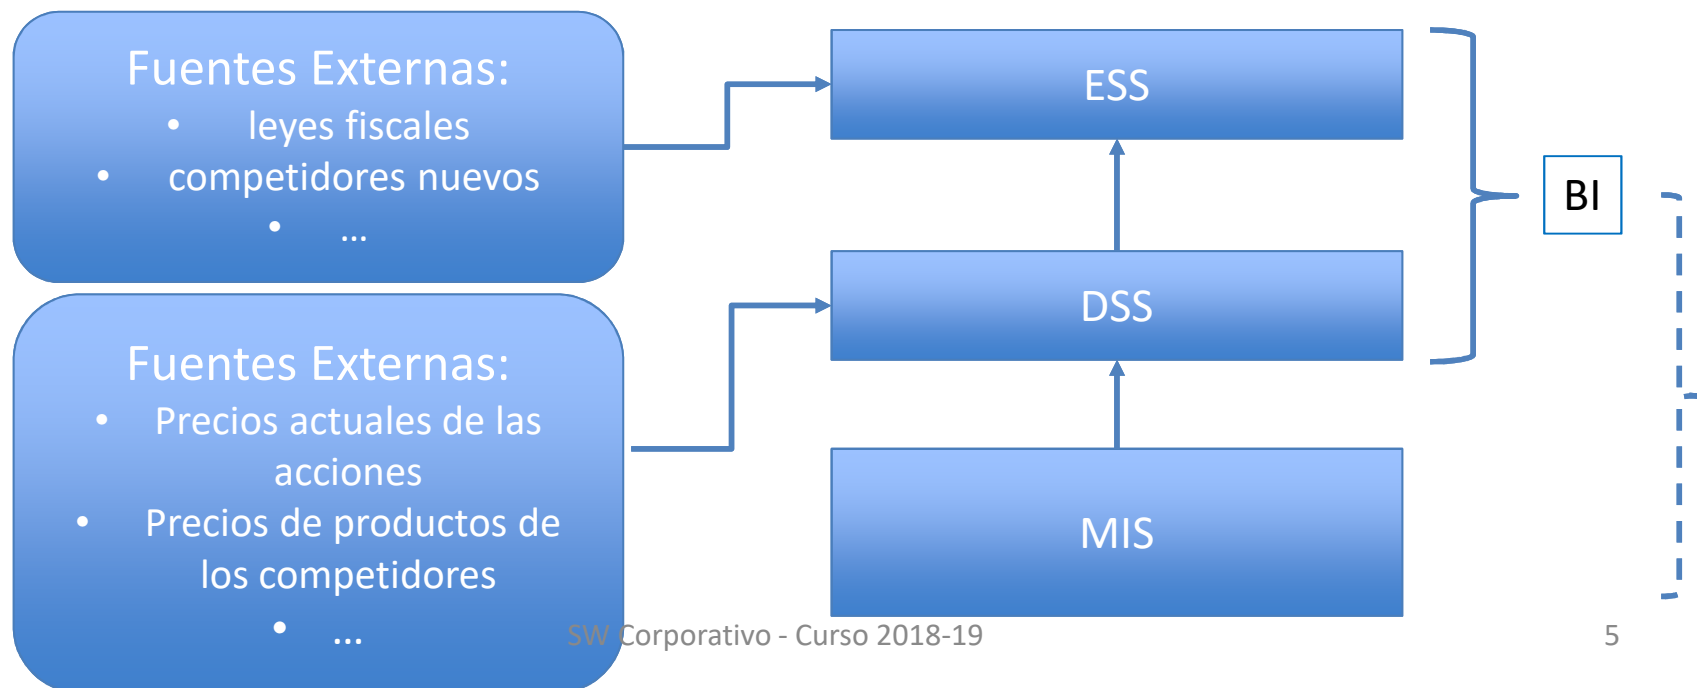 Fuentes Externas:
• leyes fiscales
• competidores nuevos
• ...
Fuentes Externas:
• Precios actuales de las
acciones
• Precios de productos de
los competidores
• ...
ESS
DSS
MIS
BI
SW Corporativo - Curso 2018-19
5